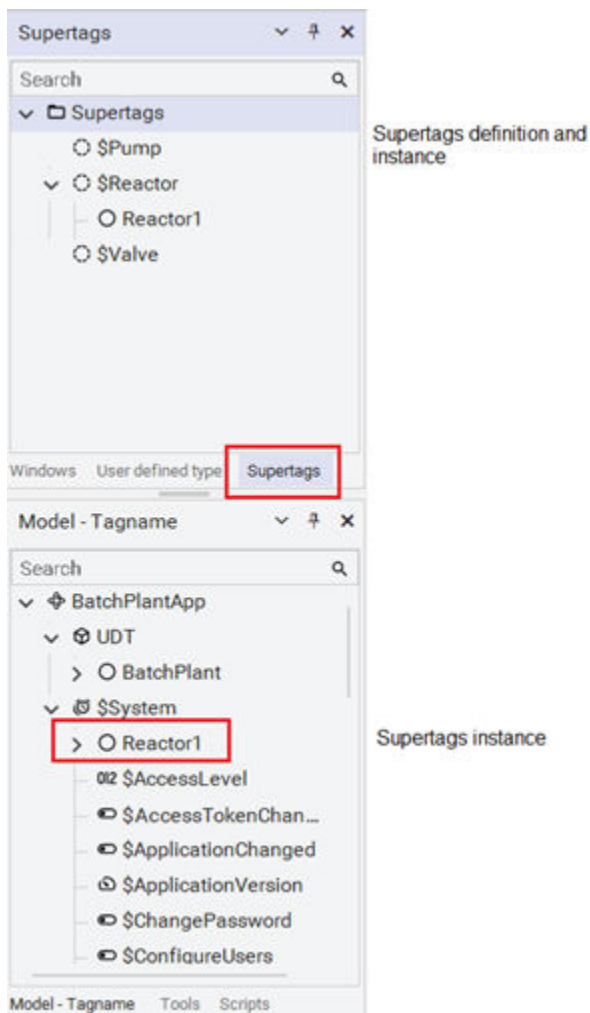 Supertags
Search
Supertags
$Pump
$Reactor
Reactor1
$Valve
Supertags definition and
instance
Windows User defined type Supertags
Model - Tagname
Search
BatchPlantApp
UDT
BatchPlant
$System
Reactor1
Supertags instance
012 $AccessLevel
$AccessTokenChan...
$ApplicationChanged
$ApplicationVersion
$ChangePassword
$ConfigureUsers
Model - Tagname Tools Scripts